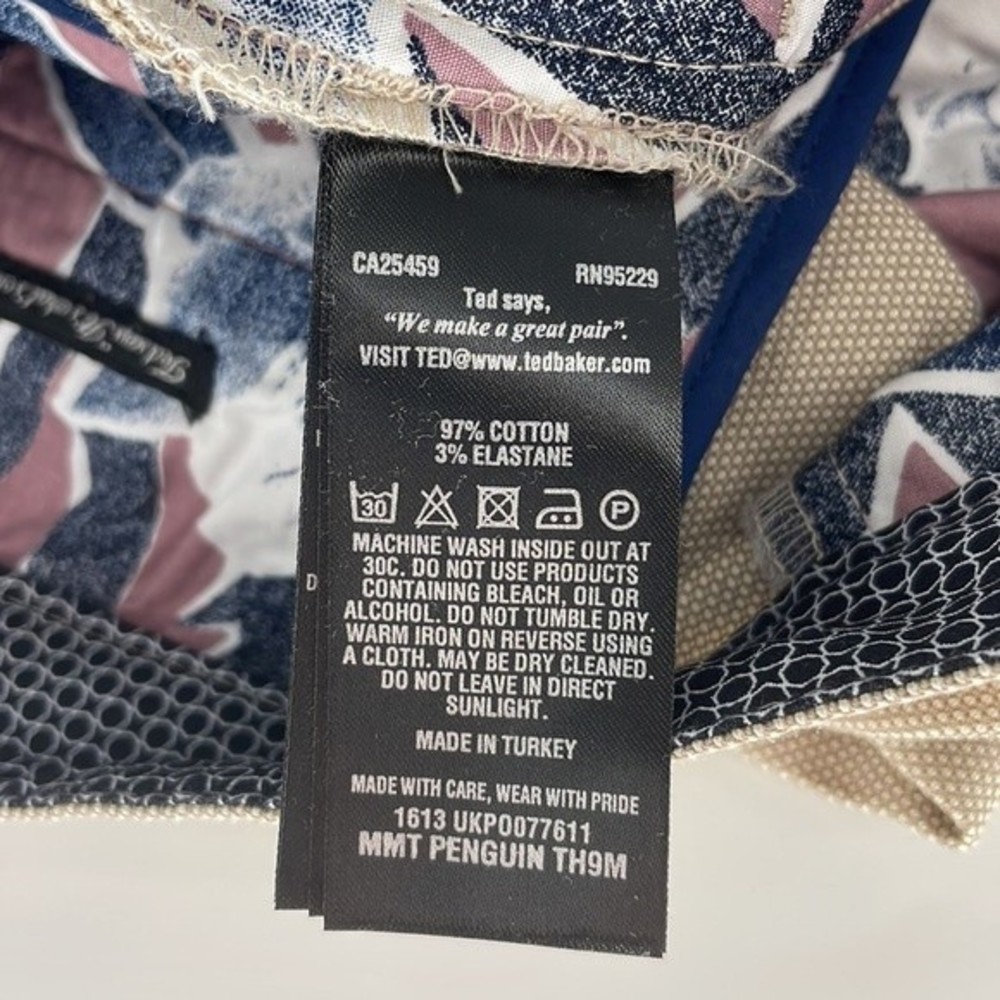 CA25459 RN95229
Ted says,
“We make a great pair”.
VISIT TED@www.tedbaker.com
97% COTTON
3% ELASTANE
30 P
MACHINE WASH INSIDE OUT AT
30C. DO NOT USE PRODUCTS
CONTAINING BLEACH, OIL OR
ALCOHOL. DO NOT TUMBLE DRY.
WARM IRON ON REVERSE USING
A CLOTH. MAY BE DRY CLEANED.
DO NOT LEAVE IN DIRECT
SUNLIGHT.
MADE IN TURKEY
MADE WITH CARE, WEAR WITH PRIDE
1613 UKPO077611
MMT PENGUIN TH9M
D